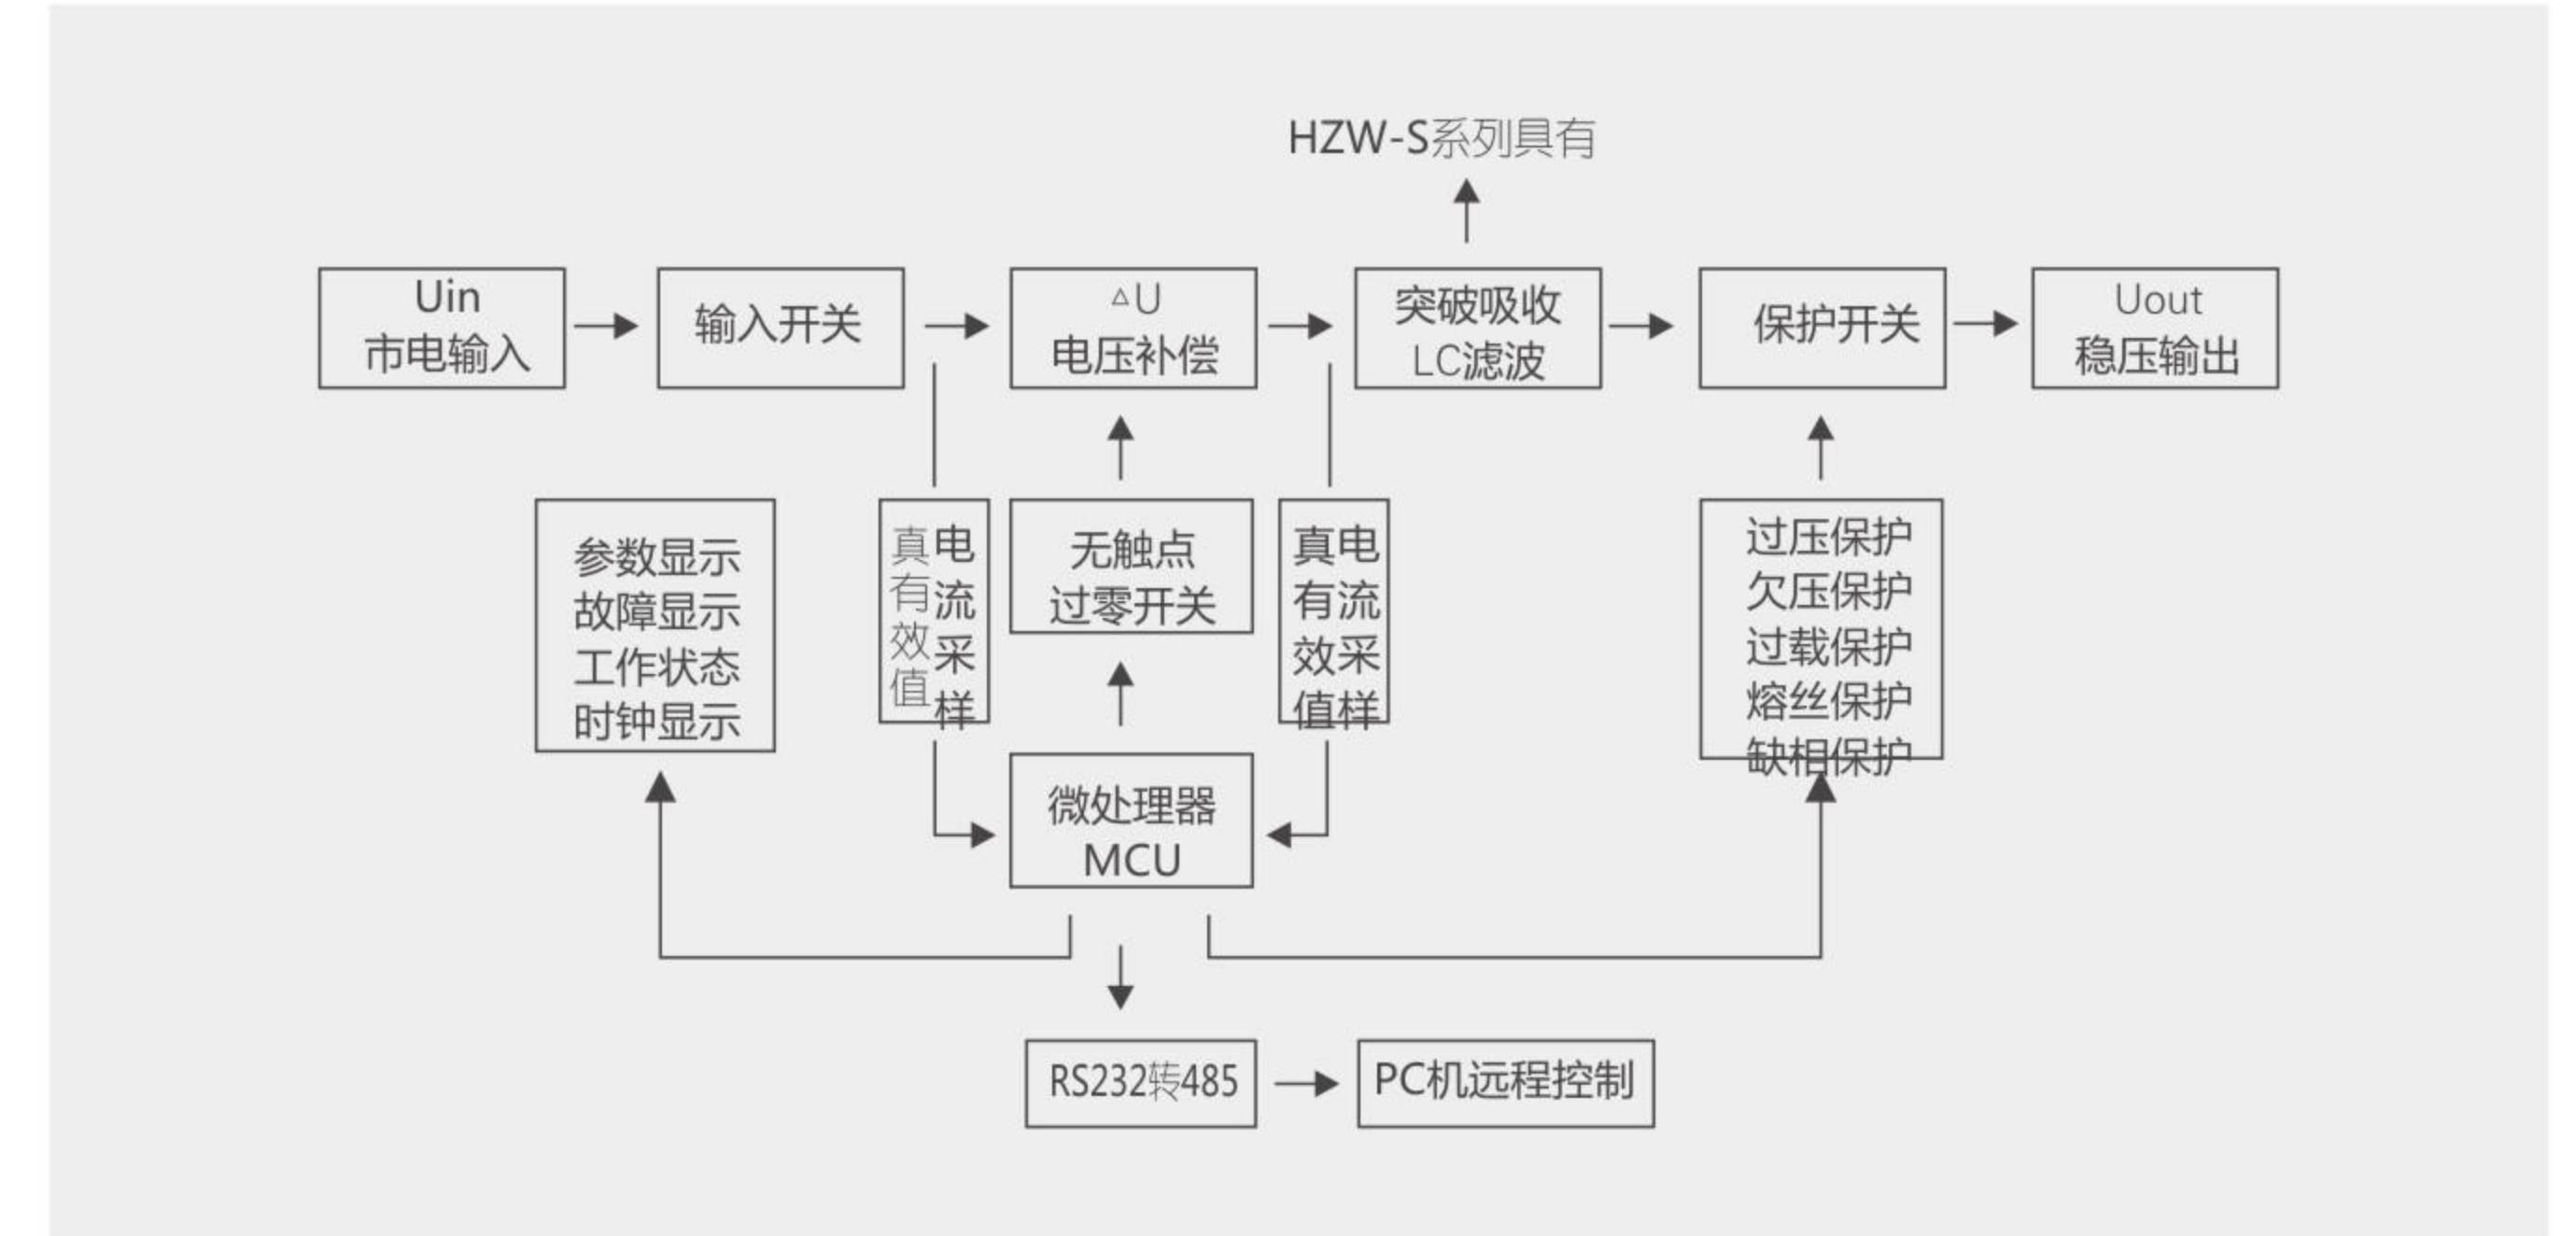 HZW-S系列具有
Uin
市电输入
输入开关
△U
电压补偿
突破吸收
LC滤波
保护开关
Uout
稳压输出
参数显示
故障显示
工作状态
时钟显示
真有效值
电流采样
无触点
过零开关
真有效值
电流采样
过压保护
欠压保护
过载保护
熔丝保护
缺相保护
微处理器
MCU
RS232转485
PC机远程控制